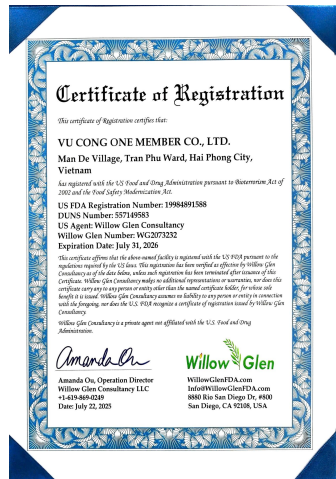 Certificate of Registration
This certificate of Registration certifies that:
VU CONG ONE MEMBER CO., LTD.
Man De Village, Tran Phu Ward, Hai Phong City,
Vietnam
has registered with the US Food and Drug Administration pursuant to Bioterrorism Act of
2002 and the Food Safety Modernization Act.
US FDA Registration Number: 19984891588
DUNS Number: 557149583
US Agent: Willow Glen Consultancy
Willow Glen Number: WG2073232
Expiration Date: July 31, 2026
This certificate affirms that the above named facility is registered with the US FDA pursuant to the
regulations required by the US laws. This registration has been verified as effective by Willow Glen
Consultancy as of the date below, unless such registration has been terminated after issuance of this
Certificate. Willow Glen Consultancy makes no additional representations or warranties, nor does this
certificate carry any to any person or entity other than the named certificate holder, for whose sole
benefit it is issued. Willow Glen Consultancy assumes no liability to any person or entity in connection
with the foregoing, nor does the U.S. FDA recognize a certificate of registration issued by Willow Glen
Consultancy.
Willow Glen Consultancy is a private agent not affiliated with the U.S. Food and Drug
Administration.
Amanda Ou
Willow Glen
Amanda Ou, Operation Director
Willow Glen Consultancy LLC
+1-619-869-0249
Date: July 22, 2025
WillowGlenFDA.com
Info@WillowGlenFDA.com
8880 Rio San Diego Dr, #800
San Diego, CA 92108, USA